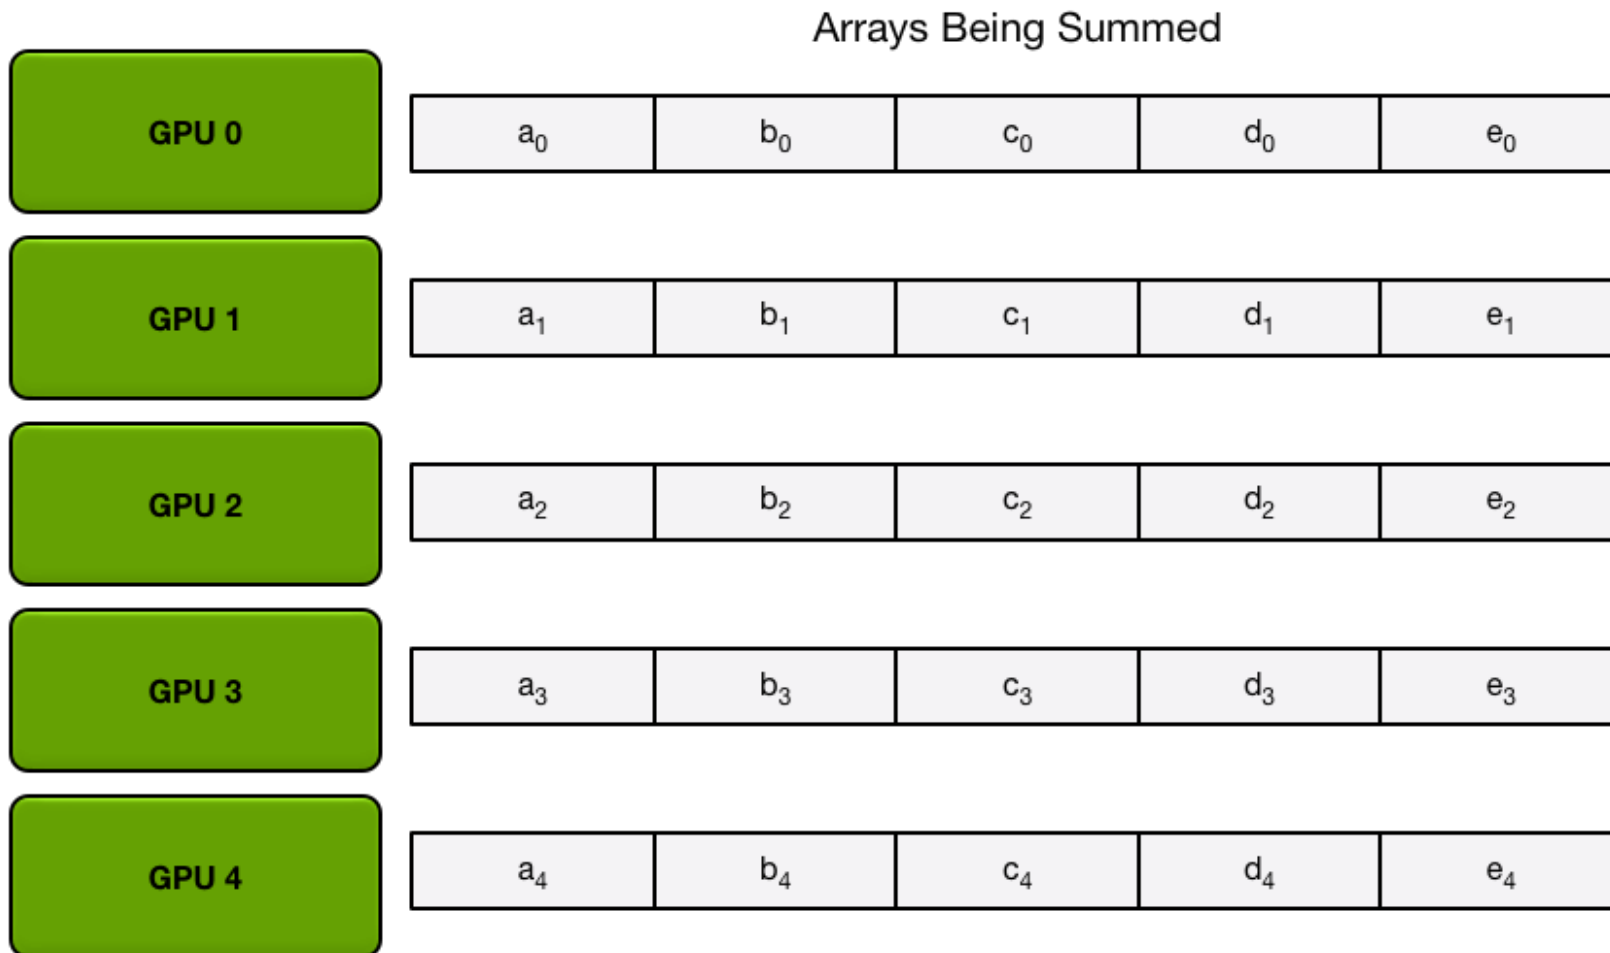 Arrays Being Summed
GPU 0 a₀ b₀ c₀ d₀ e₀
GPU 1 a₁ b₁ c₁ d₁ e₁
GPU 2 a₂ b₂ c₂ d₂ e₂
GPU 3 a₃ b₃ c₃ d₃ e₃
GPU 4 a₄ b₄ c₄ d₄ e₄